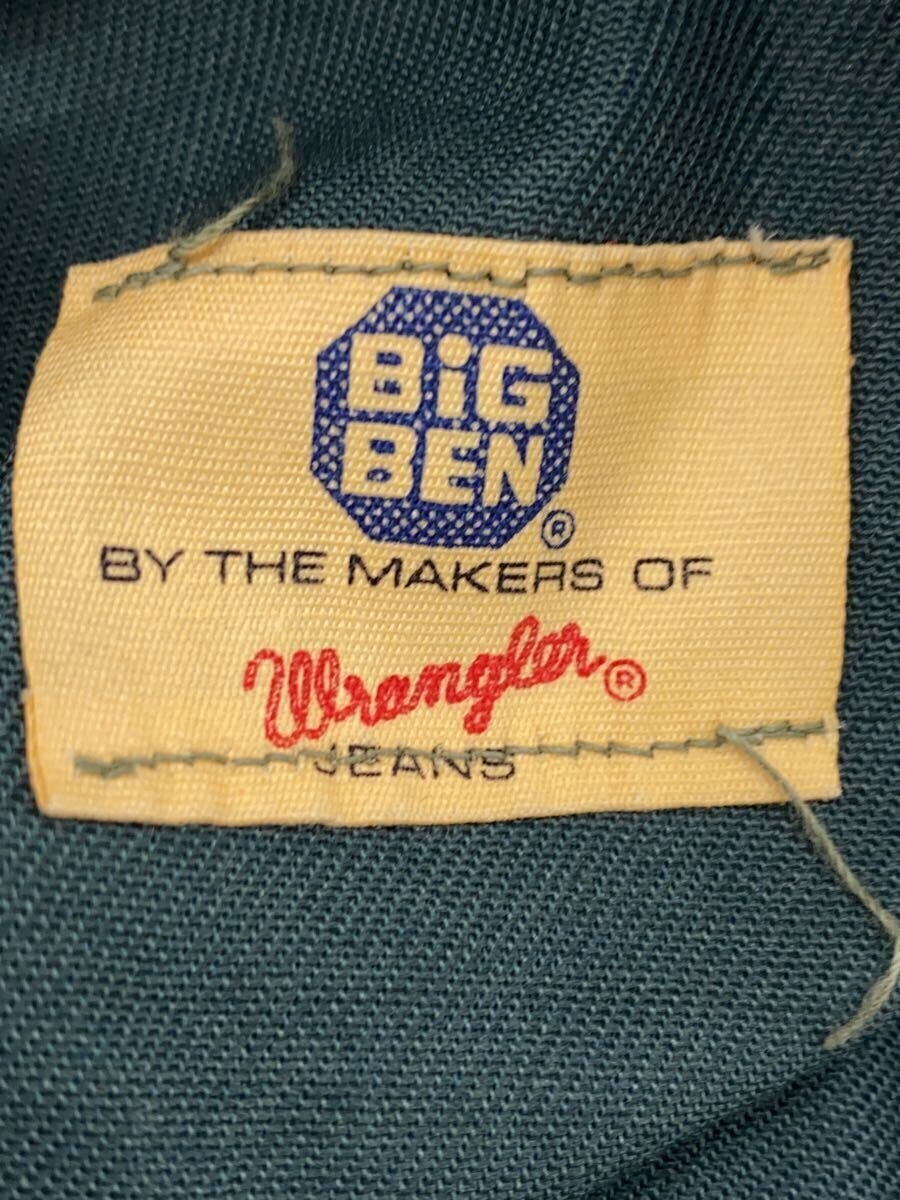 BiG
BEN ®
BY THE MAKERS OF
Wrangler ®
JEANS